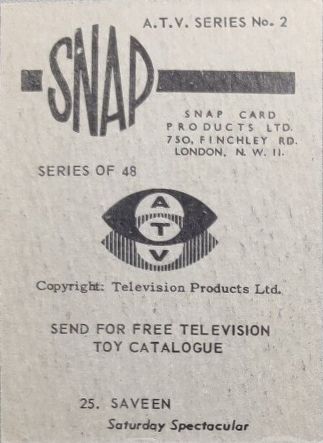 A.T.V. SERIES No. 2
SNAP
SNAP CARD
PRODUCTS LTD.
750, FINCHLEY RD.
LONDON, N. W. 11.
SERIES OF 48
A
T
V
Copyright: Television Products Ltd.
SEND FOR FREE TELEVISION
TOY CATALOGUE
25. SAVEEN
Saturday Spectacular